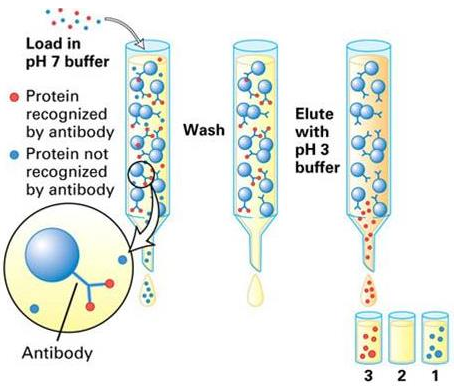 Load in
pH 7 buffer
Protein
recognized
by antibody
Protein not
recognized
by antibody
Antibody
Wash
Elute
with
pH 3
buffer
3 2 1